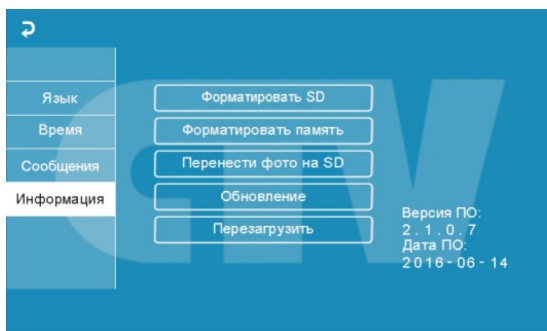 Язык
Время
Сообщения
Информация
Форматировать SD
Форматировать память
Перенести фото на SD
Обновление
Перезагрузить
Версия ПО:
2.1.0.7
Дата ПО:
2016-06-14